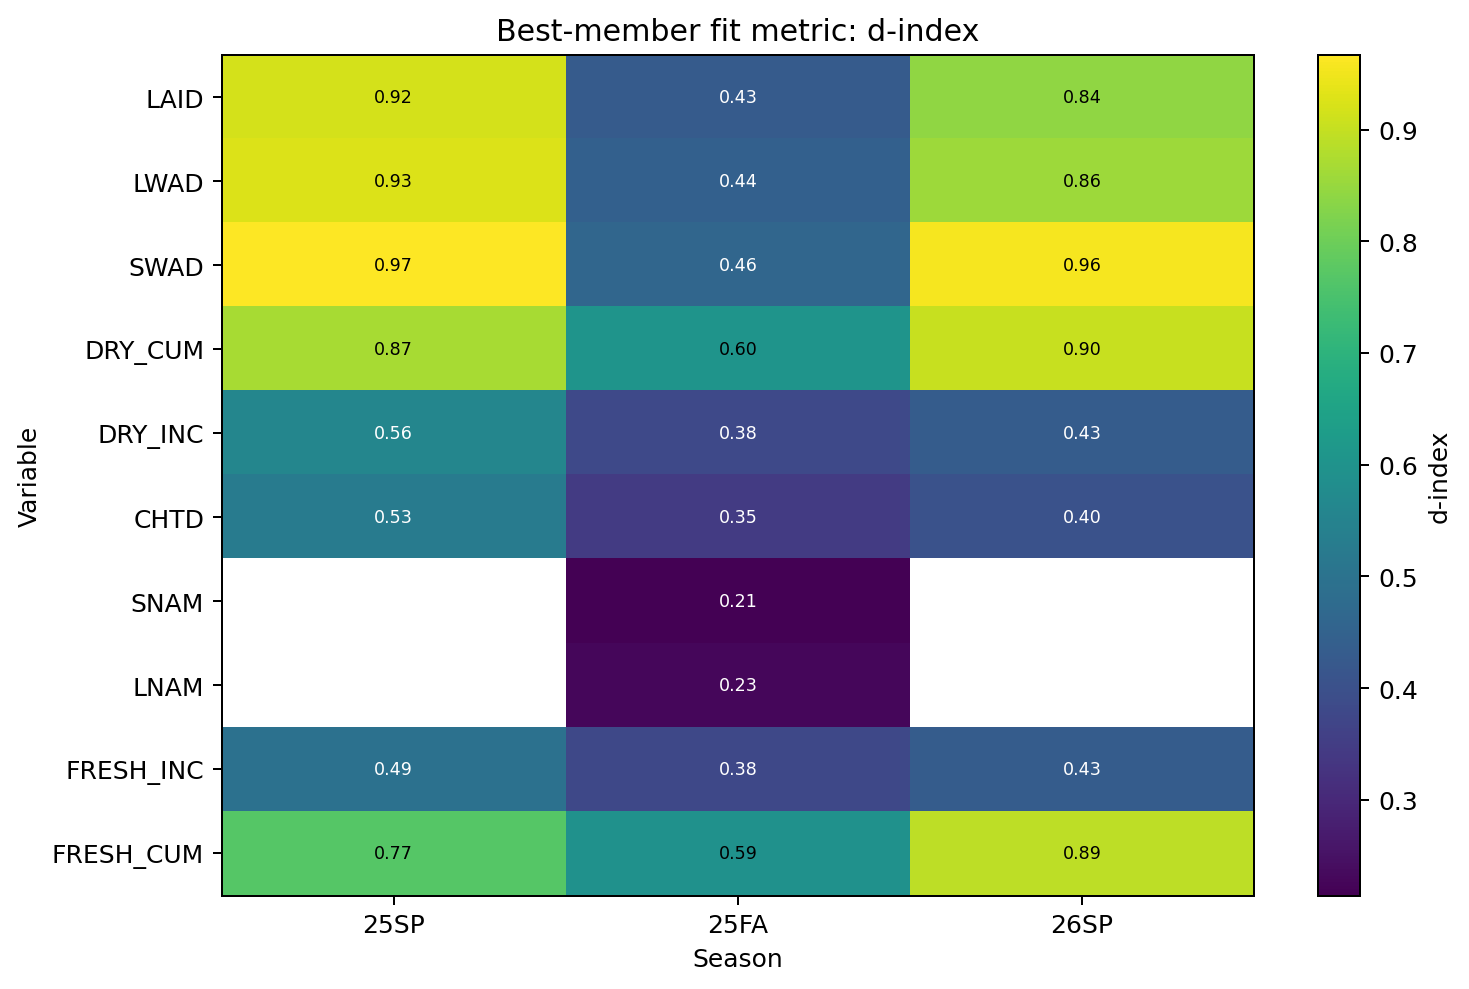 Best-member fit metric: d-index
LAID 0.92 0.43 0.84
LWAD 0.93 0.44 0.86
SWAD 0.97 0.46 0.96
DRY_CUM 0.87 0.60 0.90
DRY_INC 0.56 0.38 0.43
CHTD 0.53 0.35 0.40
SNAM 0.21
LNAM 0.23
FRESH_INC 0.49 0.38 0.43
FRESH_CUM 0.77 0.59 0.89
25SP 25FA 26SP
Season
Variable
0.9
0.8
0.7
0.6
0.5
0.4
0.3
d-index